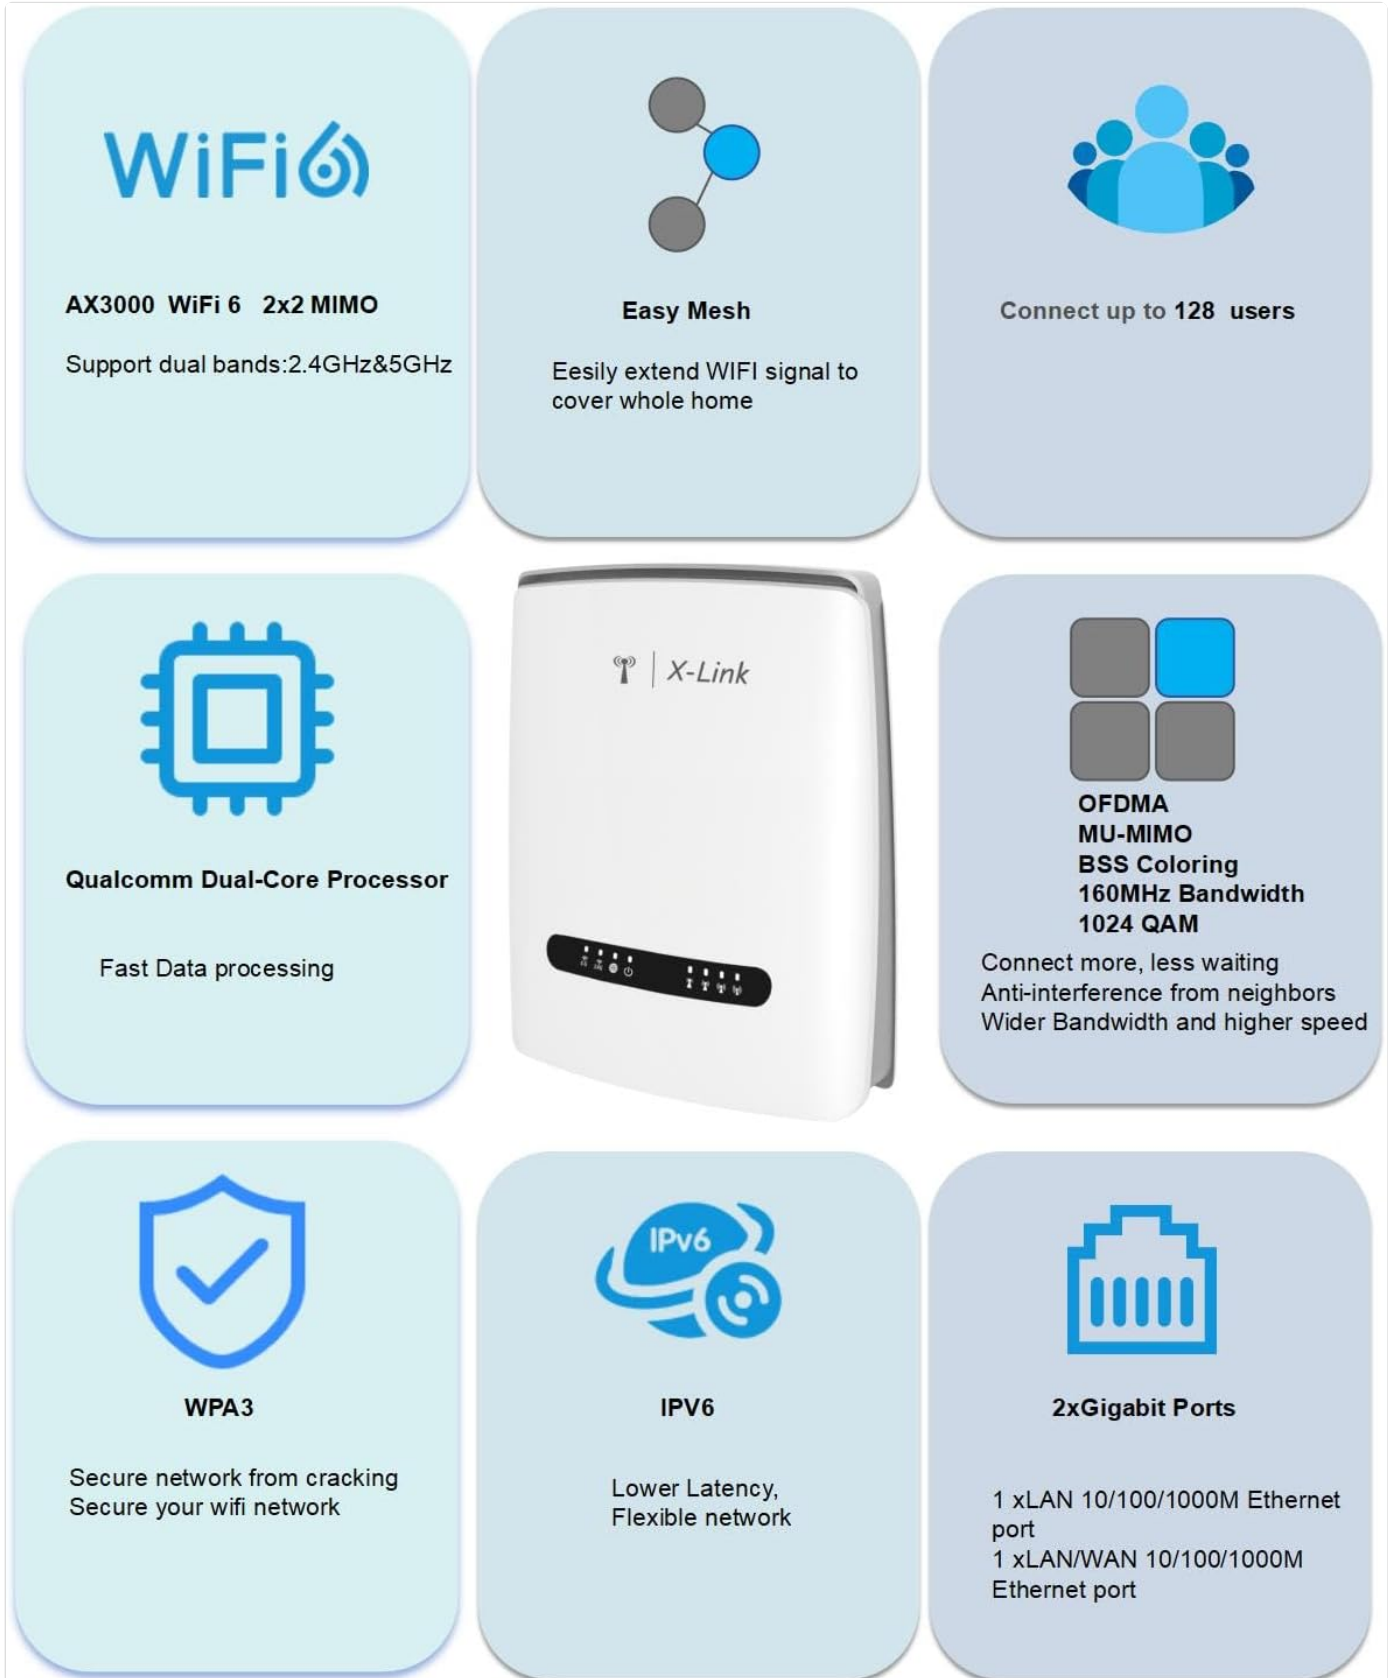 WiFi6
AX3000 WiFi 6 2x2 MIMO
Support dual bands:2.4GHz&5GHz
Easy Mesh
Eesily extend WIFI signal to
cover whole home
Connect up to 128 users
Qualcomm Dual-Core Processor
Fast Data processing
X-Link
OFDMA
MU-MIMO
BSS Coloring
160MHz Bandwidth
1024 QAM
Connect more, less waiting
Anti-interference from neighbors
Wider Bandwidth and higher speed
WPA3
Secure network from cracking
Secure your wifi network
IPv6
IPV6
Lower Latency,
Flexible network
2xGigabit Ports
1 xLAN 10/100/1000M Ethernet
port
1 xLAN/WAN 10/100/1000M
Ethernet port